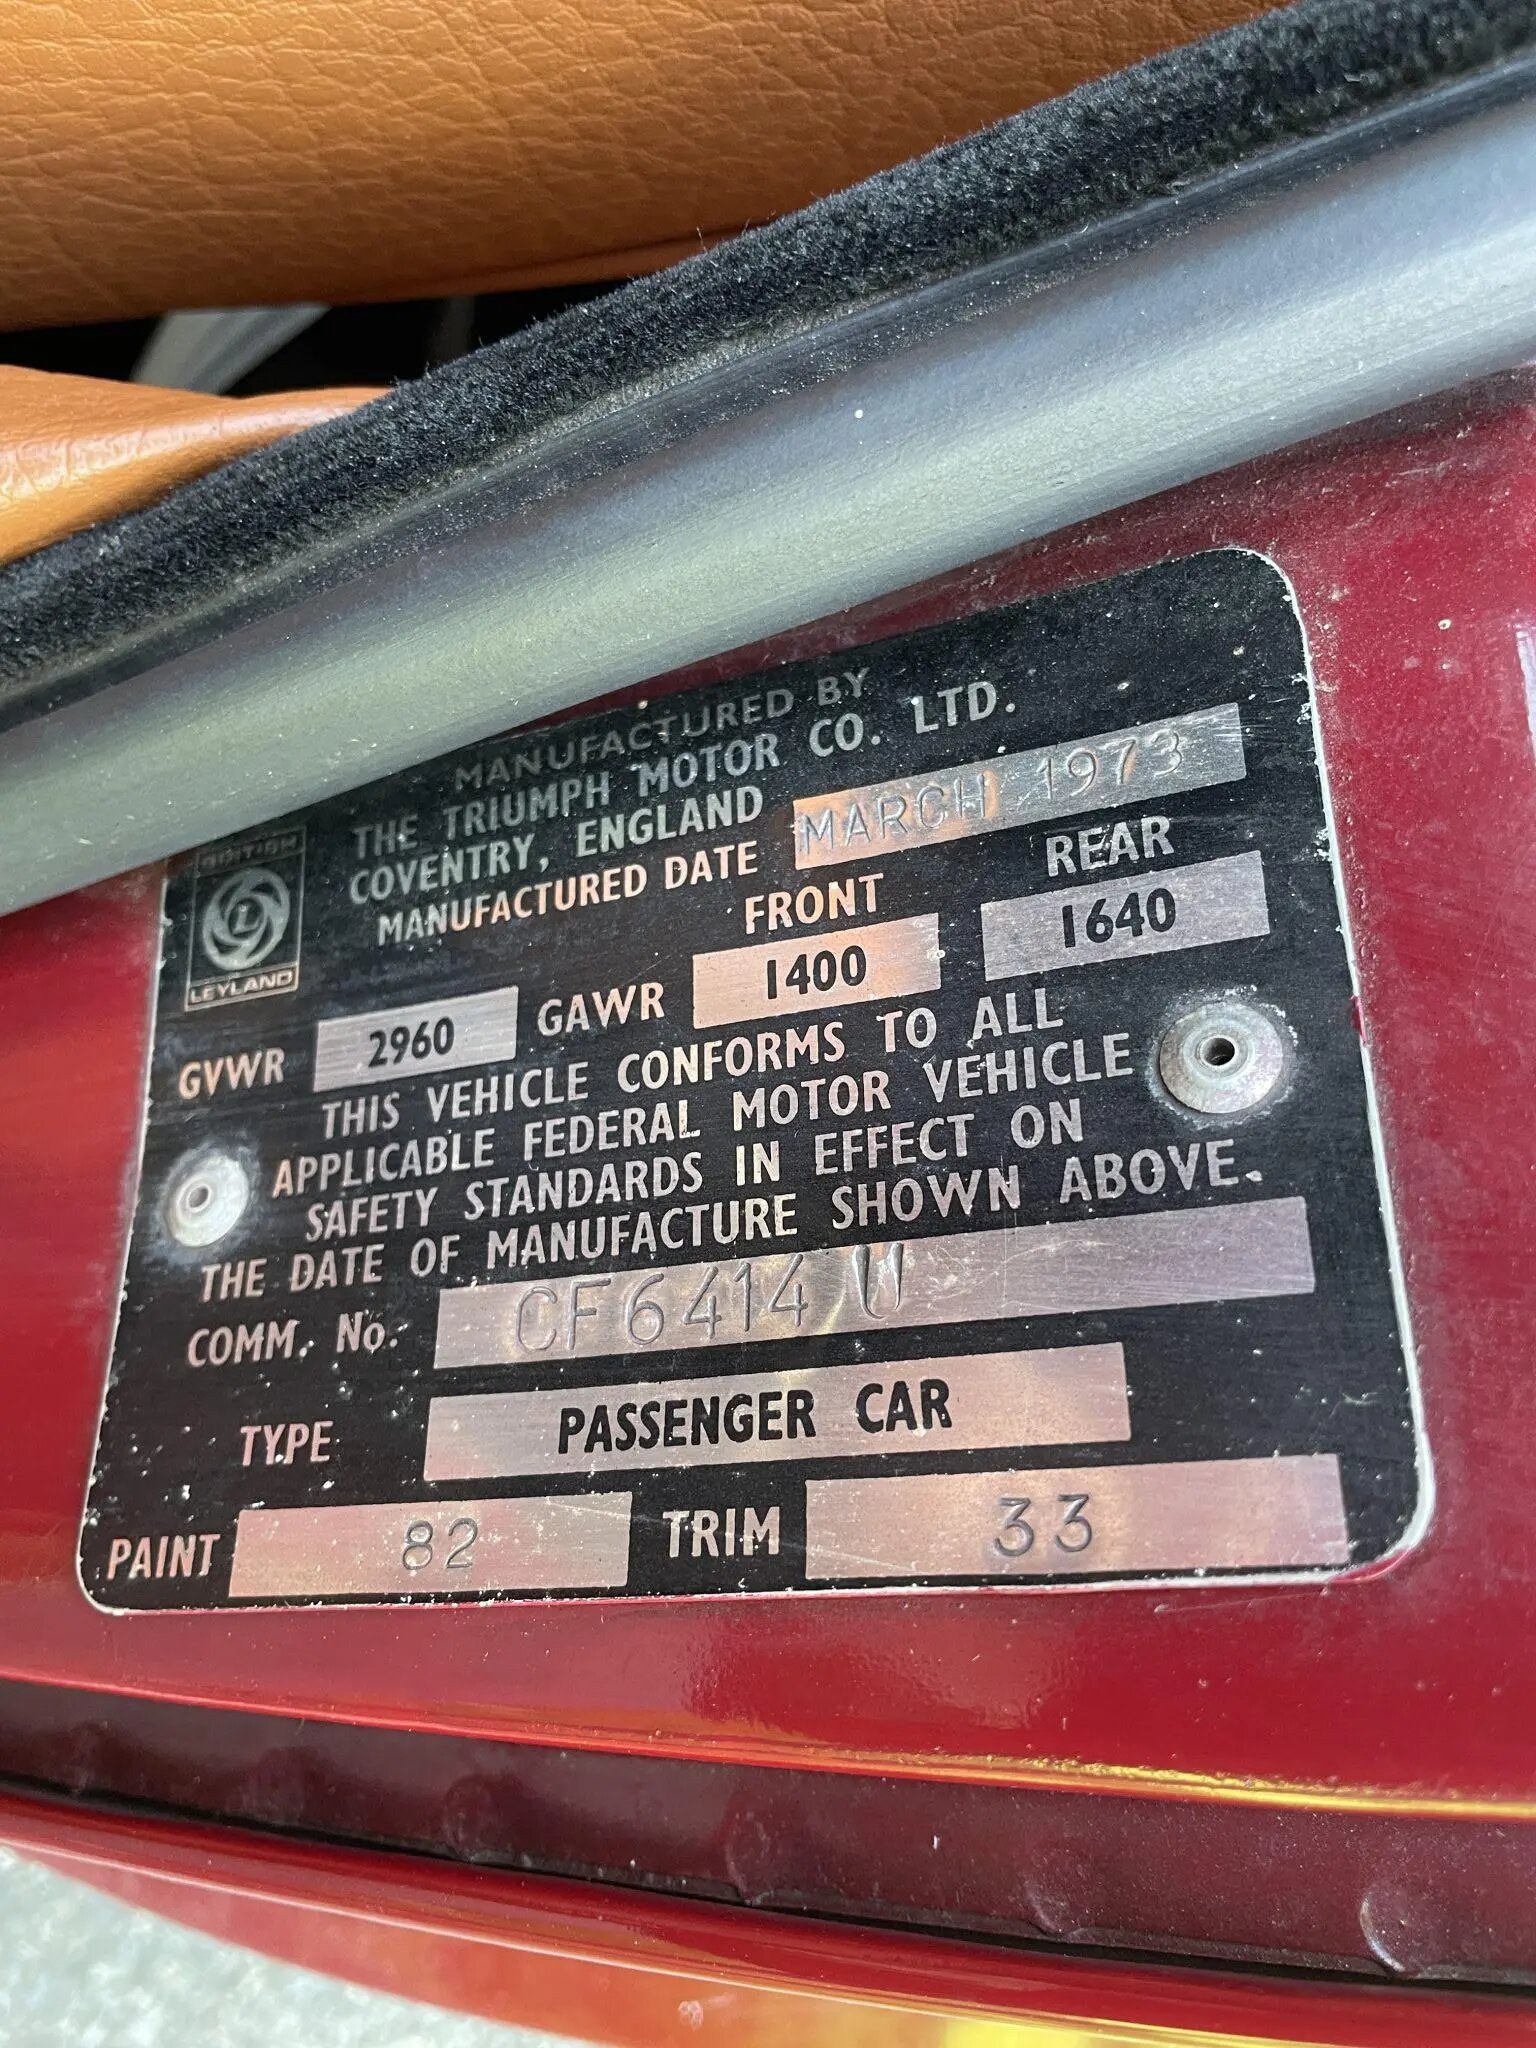 MANUFACTURED BY
THE TRIUMPH MOTOR CO. LTD.
COVENTRY, ENGLAND
MANUFACTURED DATE MARCH 1973
BRITISH
L
LEYLAND
FRONT REAR
GVWR 2960 GAWR 1400 1640
THIS VEHICLE CONFORMS TO ALL
APPLICABLE FEDERAL MOTOR VEHICLE
SAFETY STANDARDS IN EFFECT ON
THE DATE OF MANUFACTURE SHOWN ABOVE.
COMM. No. CF6414 U
TYPE PASSENGER CAR
PAINT 82 TRIM 33